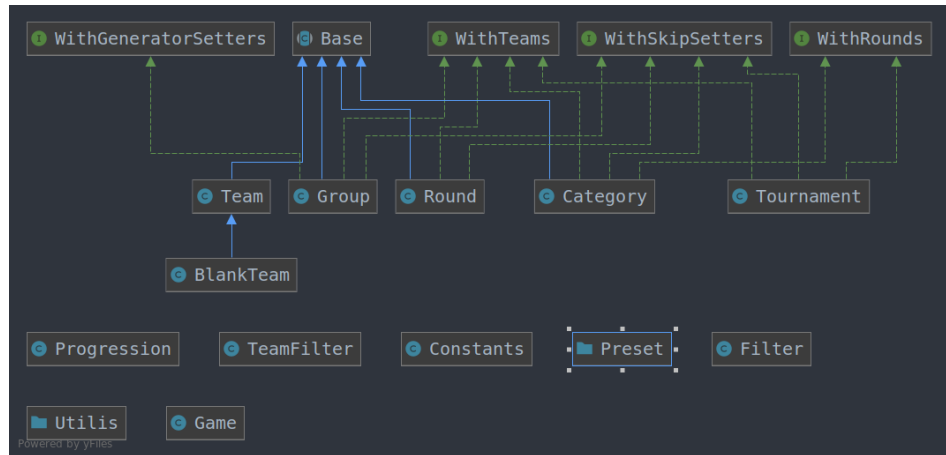 WithGeneratorSetters Base WithTeams WithSkipSetters WithRounds
Team Group Round Category Tournament
BlankTeam
Progression TeamFilter Constants Preset Filter
Utilis Game
Powered by yFiles